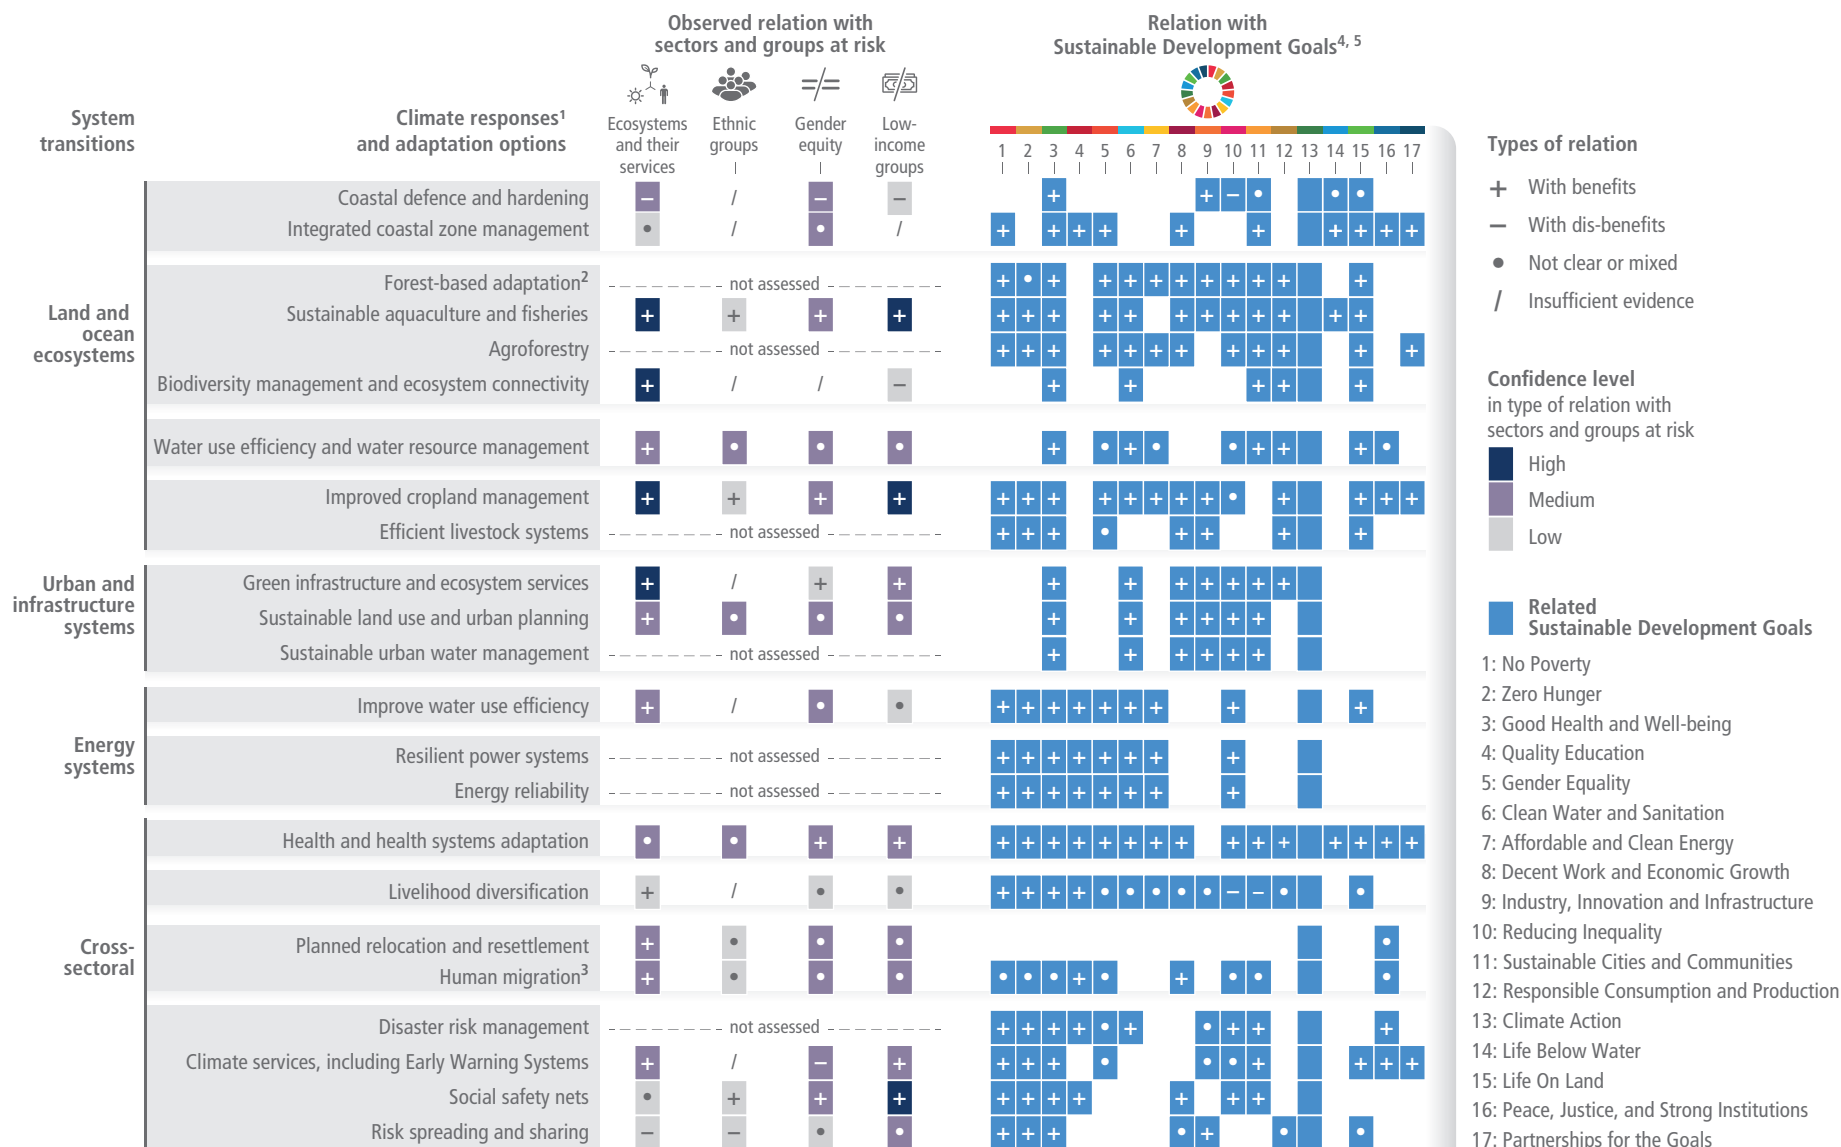 Observed relation with
sectors and groups at risk
Relation with
Sustainable Development Goals4, 5
System
transitions
Climate responses1
and adaptation options
Ecosystems
and their
services
Ethnic
groups
Gender
equity
Low-
income
groups
1 2 3 4 5 6 7 8 9 10 11 12 13 14 15 16 17
Land and
ocean
ecosystems
Coastal defence and hardening – / – – + + – • • •
Integrated coastal zone management • / • / + + + + + + + + + +
Forest-based adaptation2 not assessed + • + + + + + + + + + +
Sustainable aquaculture and fisheries + + + + + + + + + + + + + + + +
Agroforestry not assessed + + + + + + + + + + + +
Biodiversity management and ecosystem connectivity + / / – + + + + +
Water use efficiency and water resource management + • • • + • + • • + + + •
Improved cropland management + + + + + + + + + + + + • + + + +
Efficient livestock systems not assessed + + + • + + + +
Urban and
infrastructure
systems
Green infrastructure and ecosystem services + / + + + + + + + + +
Sustainable land use and urban planning + • • • + + + + + +
Sustainable urban water management not assessed + + + + + +
Energy
systems
Improve water use efficiency + / • • + + + + + + + + +
Resilient power systems not assessed + + + + + + + +
Energy reliability not assessed + + + + + + + +
Cross-
sectoral
Health and health systems adaptation • • + + + + + + + + + + + + + + + + +
Livelihood diversification + / • • + + + + • • • • • – – • •
Planned relocation and resettlement + • • • •
Human migration3 + • • • • • • + • + • • •
Disaster risk management not assessed + + + + • + • + + +
Climate services, including Early Warning Systems + / – + + + + • • • + + + +
Social safety nets • + + + + + + + + + +
Risk spreading and sharing – – • • + + + • + • •
Types of relation
+ With benefits
– With dis-benefits
• Not clear or mixed
/ Insufficient evidence
Confidence level
in type of relation with
sectors and groups at risk
High
Medium
Low
Related
Sustainable Development Goals
1: No Poverty
2: Zero Hunger
3: Good Health and Well-being
4: Quality Education
5: Gender Equality
6: Clean Water and Sanitation
7: Affordable and Clean Energy
8: Decent Work and Economic Growth
9: Industry, Innovation and Infrastructure
10: Reducing Inequality
11: Sustainable Cities and Communities
12: Responsible Consumption and Production
13: Climate Action
14: Life Below Water
15: Life On Land
16: Peace, Justice, and Strong Institutions
17: Partnerships for the Goals